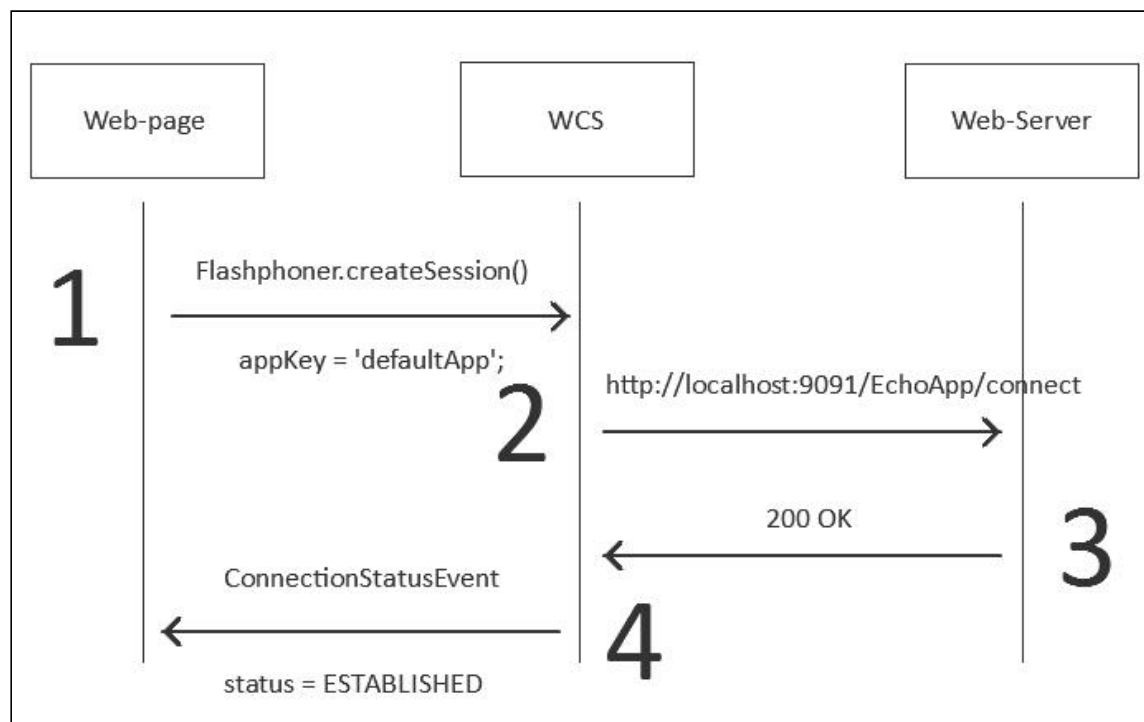 Web-page
WCS
Web-Server
1
Flashphoner.createSession()
appKey = 'defaultApp';
2
http://localhost:9091/EchoApp/connect
200 OK
3
ConnectionStatusEvent
4
status = ESTABLISHED